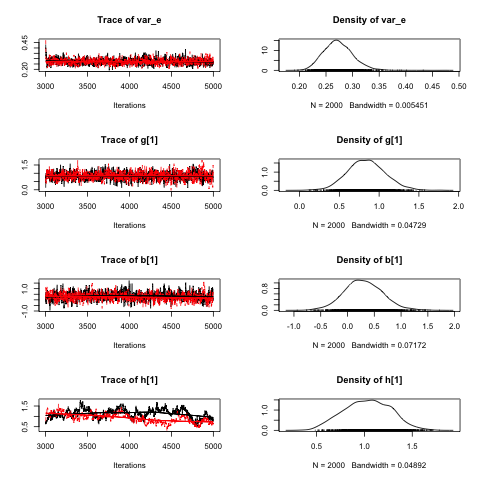 Trace of var_e
0.45
0.20
3000 3500 4000 4500 5000
Iterations
Density of var_e
15
0
0.20 0.25 0.30 0.35 0.40 0.45 0.50
N = 2000 Bandwidth = 0.005451
Trace of g[1]
1.5
0.0
3000 3500 4000 4500 5000
Iterations
Density of g[1]
1.0
0.0
0.0 0.5 1.0 1.5 2.0
N = 2000 Bandwidth = 0.04729
Trace of b[1]
1.0
-1.0
3000 3500 4000 4500 5000
Iterations
Density of b[1]
0.8
0.0
-1.0 -0.5 0.0 0.5 1.0 1.5 2.0
N = 2000 Bandwidth = 0.07172
Trace of h[1]
1.5
0.5
3000 3500 4000 4500 5000
Iterations
Density of h[1]
1.0
0.0
0.5 1.0 1.5
N = 2000 Bandwidth = 0.04892